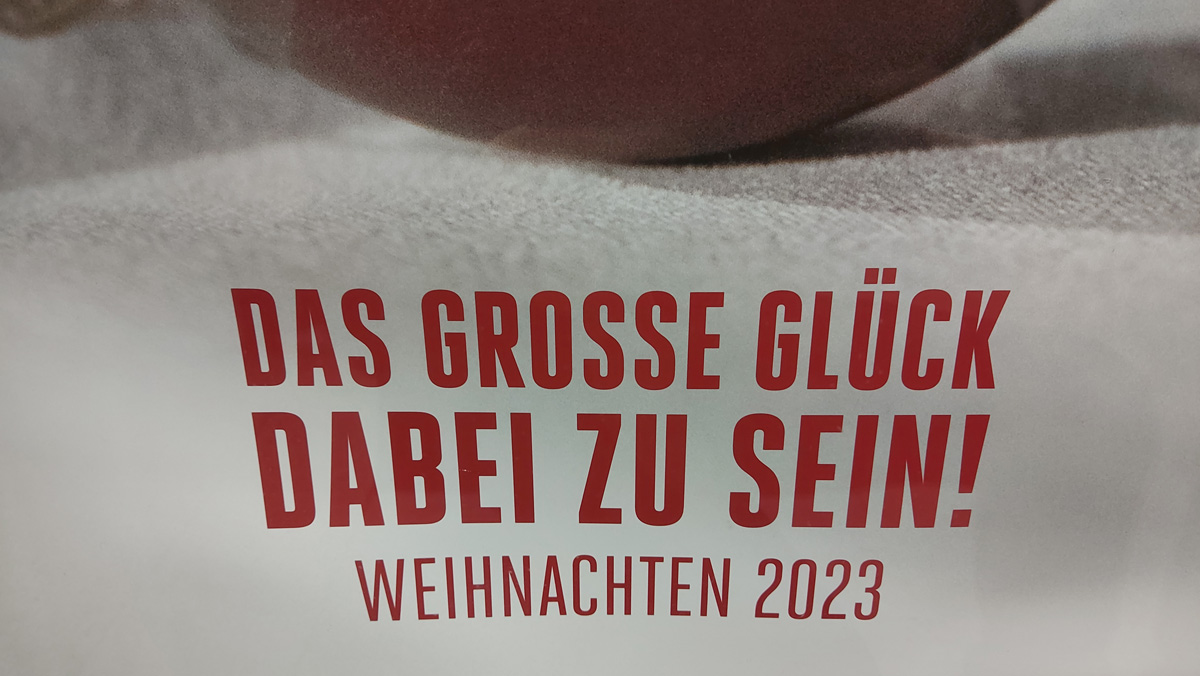 DAS GROSSE GLÜCK
DABEI ZU SEIN!
WEIHNACHTEN 2023